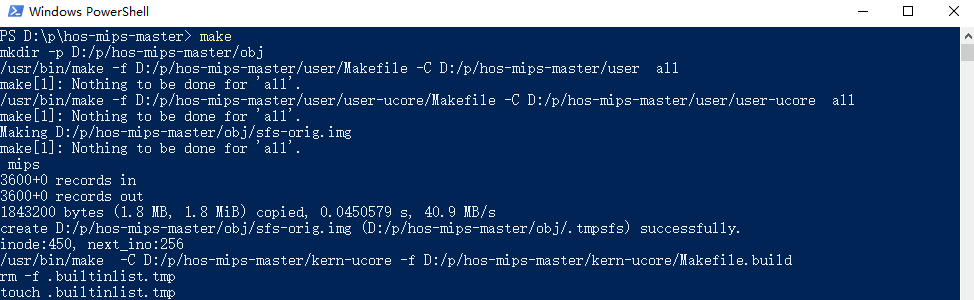 Windows PowerShell
PS D:\p\hos-mips-master> make
mkdir -p D:/p/hos-mips-master/obj
/usr/bin/make -f D:/p/hos-mips-master/user/Makefile -C D:/p/hos-mips-master/user  all
make[1]: Nothing to be done for 'all'.
/usr/bin/make -f D:/p/hos-mips-master/user/user-ucore/Makefile -C D:/p/hos-mips-master/user/user-ucore  all
make[1]: Nothing to be done for 'all'.
Making D:/p/hos-mips-master/obj/sfs-orig.img
make[1]: Nothing to be done for 'all'.
 mips
3600+0 records in
3600+0 records out
1843200 bytes (1.8 MB, 1.8 MiB) copied, 0.0450579 s, 40.9 MB/s
create D:/p/hos-mips-master/obj/sfs-orig.img (D:/p/hos-mips-master/obj/.tmpsfs) successfully.
inode:450, next_ino:256
/usr/bin/make  -C D:/p/hos-mips-master/kern-ucore -f D:/p/hos-mips-master/kern-ucore/Makefile.build
rm -f .builtinlist.tmp
touch .builtinlist.tmp